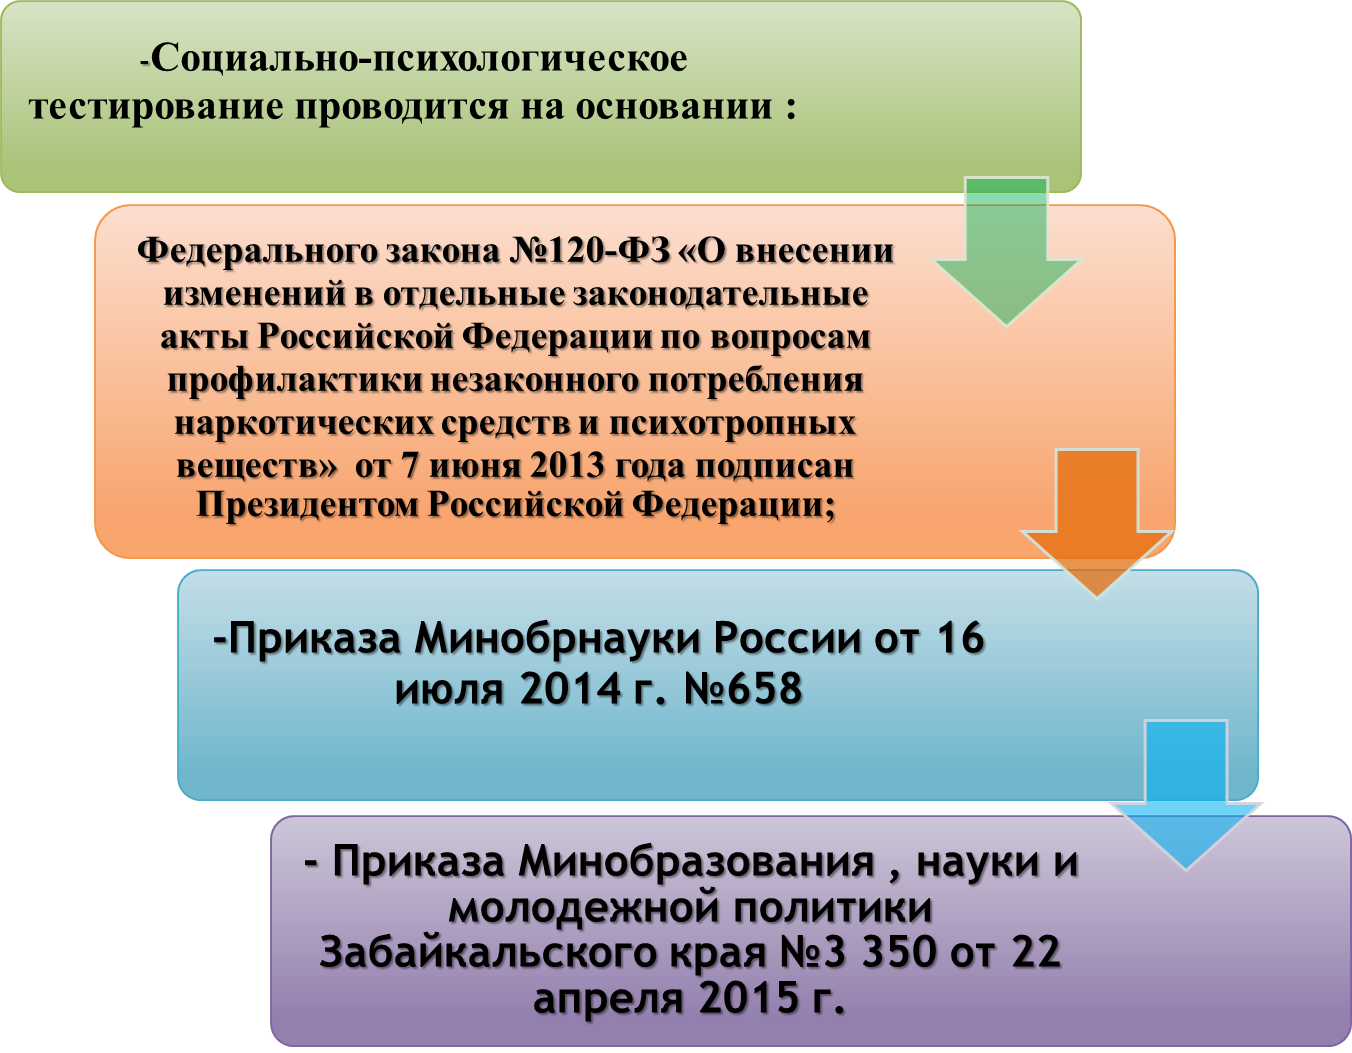 -Социально-психологическое
тестирование проводится на основании :
Федерального закона №120-ФЗ «О внесении
изменений в отдельные законодательные
акты Российской Федерации по вопросам
профилактики незаконного потребления
наркотических средств и психотропных
веществ» от 7 июня 2013 года подписан
Президентом Российской Федерации;
-Приказа Минобрнауки России от 16
июля 2014 г. №658
- Приказа Минобразования , науки и
молодежной политики
Забайкальского края №3 350 от 22
апреля 2015 г.